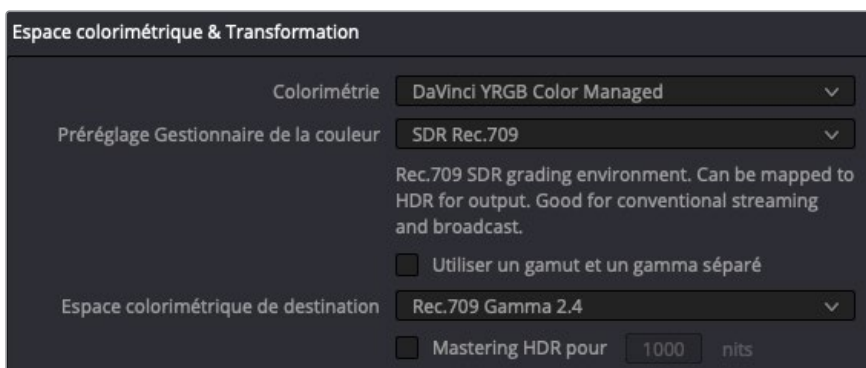 Espace colorimétrique & Transformation
Colorimétrie DaVinci YRGB Color Managed
Préréglage Gestionnaire de la couleur SDR Rec.709
Rec.709 SDR grading environment. Can be mapped to
HDR for output. Good for conventional streaming
and broadcast.
Utiliser un gamut et un gamma séparé
Espace colorimétrique de destination Rec.709 Gamma 2.4
Mastering HDR pour 1000 nits